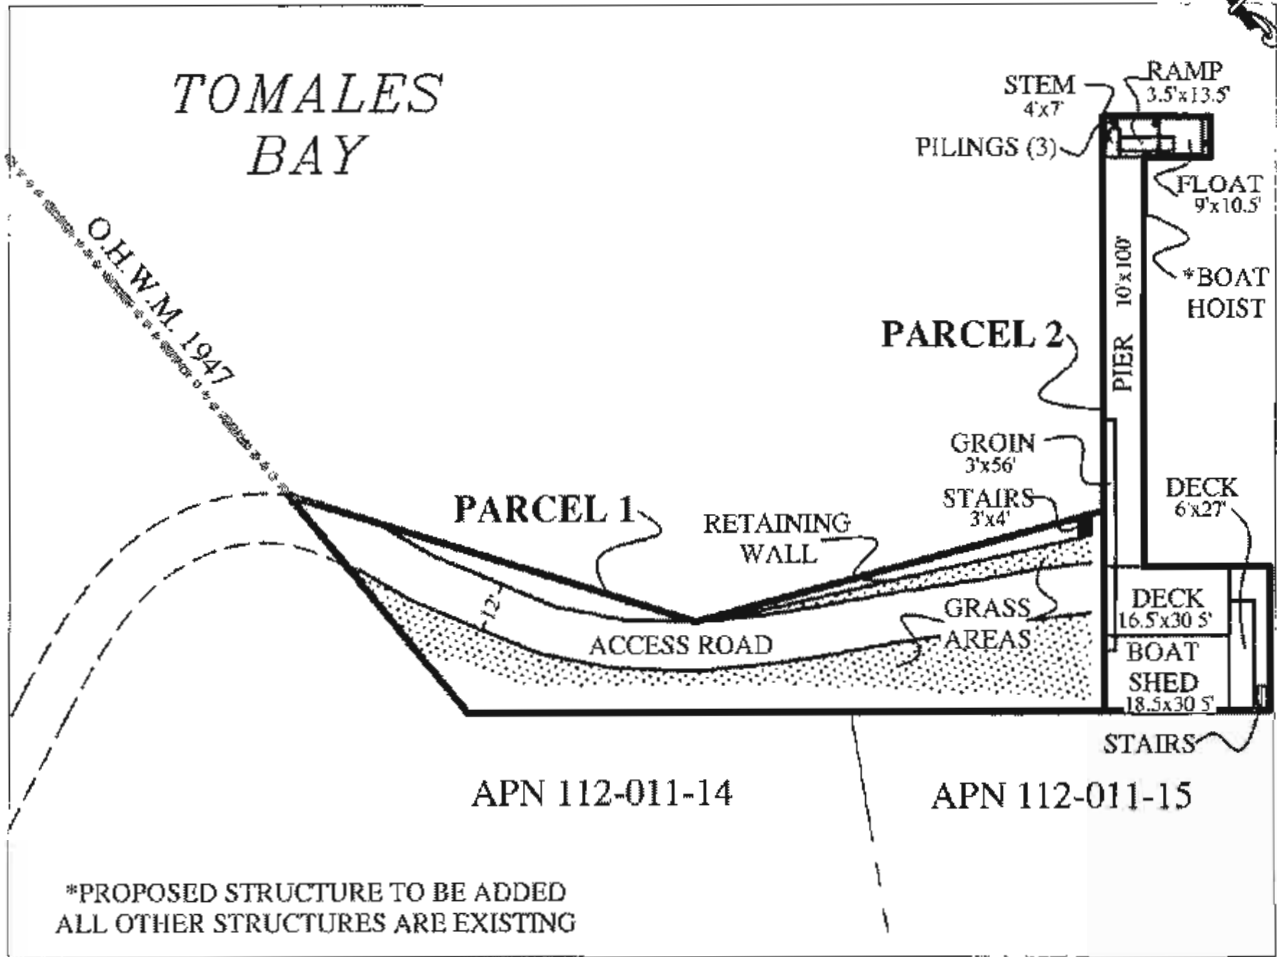 TOMALES
BAY
STEM
4'x7'
RAMP
3.5'x13.5'
PILINGS (3)
FLOAT
9'x10.5'
O.H.W.M. 1947
PIER 10'x100'
*BOAT
HOIST
PARCEL 2
GROIN
3'x56'
STAIRS
3'x4'
DECK
6'x27'
PARCEL 1
RETAINING
WALL
12'
GRASS
AREAS
ACCESS ROAD
DECK
16.5'x30 5'
BOAT
SHED
18.5x30 5'
STAIRS
APN 112-011-14
APN 112-011-15
*PROPOSED STRUCTURE TO BE ADDED
ALL OTHER STRUCTURES ARE EXISTING